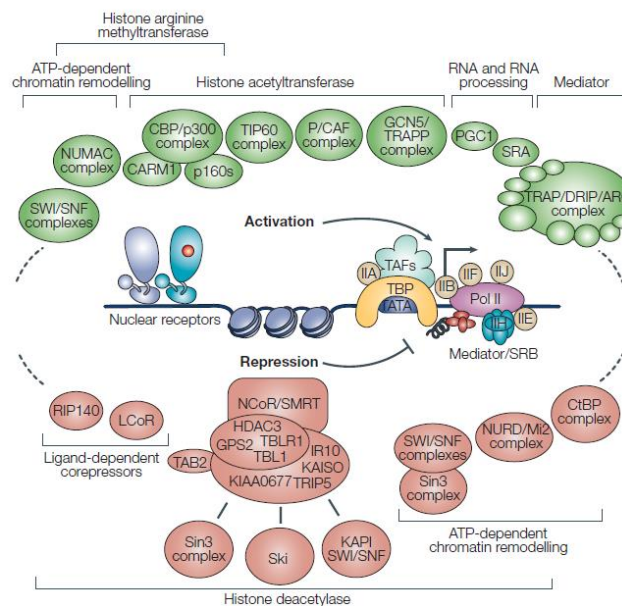 Histone arginine
methyltransferase
ATP-dependent
chromatin remodelling
Histone acetyltransferase
RNA and RNA
processing
Mediator
CBP/p300
complex
TIP60
complex
P/CAF
complex
GCN5/
TRAPP
complex
PGC1
SRA
NUMAC
complex
CARM1
p160s
SWI/SNF
complexes
TRAP/DRIP/ARC
complex
Activation
TAFs
IIA
TBP
TATA
IIB
IIF
IIJ
Pol II
IIH
IIE
Nuclear receptors
Mediator/SRB
Repression
NCoR/SMRT
HDAC3
GPS2
TBLR1
TBL1
IR10
KAISO
KIAA0677
TRIP5
TAB2
RIP140
LCoR
Ligand-dependent
corepressors
CtBP
complex
NURD/Mi2
complex
SWI/SNF
complexes
Sin3
complex
ATP-dependent
chromatin remodelling
Sin3
complex
Ski
KAPI
SWI/SNF
Histone deacetylase